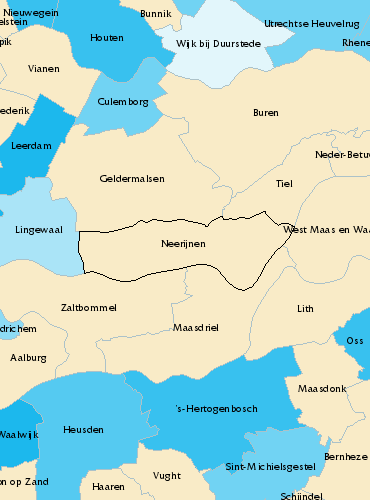 Nieuwegein
elstein
Bunnik
Utrechtse Heuvelrug
Houten
Wijk bij Duurstede
Rhene
pik
Vianen
Culemborg
ederik
Buren
Leerdam
Neder-Betuw
Geldermalsen
Tiel
Lingewaal
West Maas en Waa
Neerijnen
Zaltbommel
Lith
Maasdriel
drichem
Oss
Aalburg
Maasdonk
's-Hertogenbosch
Waalwijk
Heusden
Bernheze
Sint-Michielsgestel
Vught
on op Zand
Haaren
Schijndel